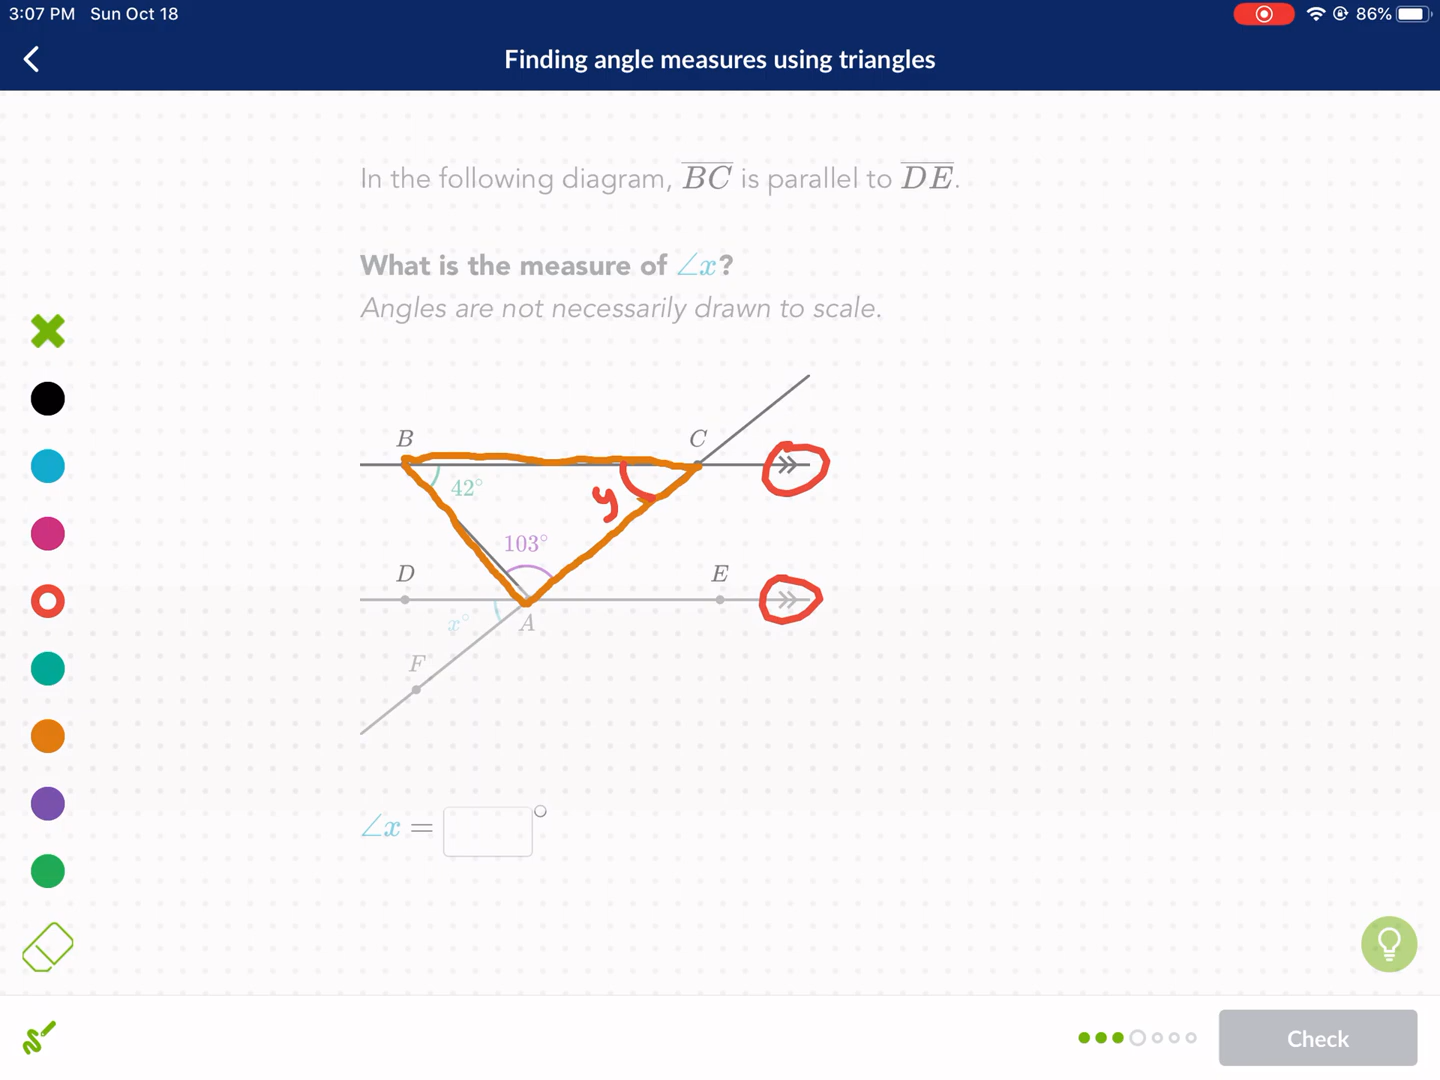 3:07 PM Sun Oct 18
86%
Finding angle measures using triangles
In the following diagram, BC is parallel to DE.
What is the measure of ∠x?
Angles are not necessarily drawn to scale.
B
C
42°
y
103°
D
E
x°
A
F
∠x = °
Check